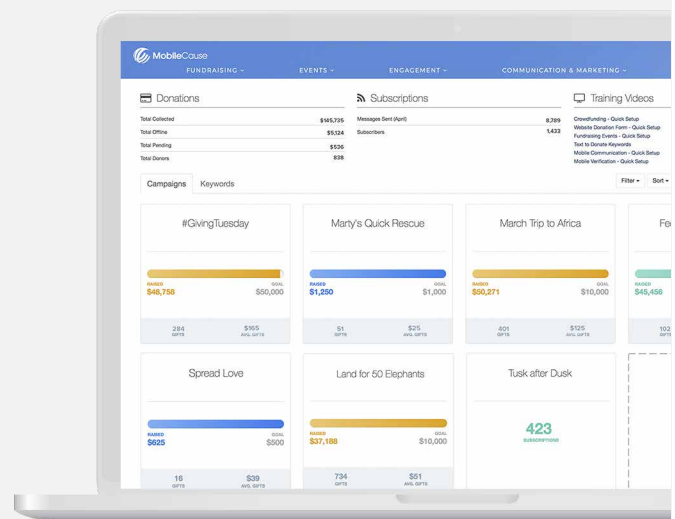 MobileCause
FUNDRAISING EVENTS ENGAGEMENT COMMUNICATION & MARKETING
Donations
Total Collected $145,735
Total Offline $5,124
Total Pending $536
Total Donors 838
Subscriptions
Messages Sent (April) 8,789
Subscribers 1,433
Training Videos
Crowdfunding - Quick Setup
Website Donation Form - Quick Setup
Fundraising Events - Quick Setup
Text to Donate Keywords
Mobile Communication - Quick Setup
Mobile Verification - Quick Setup
Campaigns Keywords
Filter Sort
#GivingTuesday
RAISED GOAL
$48,758 $50,000
284 $165
GIFTS AVG. GIFTS
Marty's Quick Rescue
RAISED GOAL
$1,250 $1,000
51 $25
GIFTS AVG. GIFTS
March Trip to Africa
RAISED GOAL
$50,271 $10,000
401 $125
GIFTS AVG. GIFTS
RAISED
$45,456
102
GIFTS
Spread Love
RAISED GOAL
$625 $500
16 $39
GIFTS AVG. GIFTS
Land for 50 Elephants
RAISED GOAL
$37,188 $10,000
734 $51
GIFTS AVG. GIFTS
Tusk after Dusk
423
SUBSCRIPTIONS